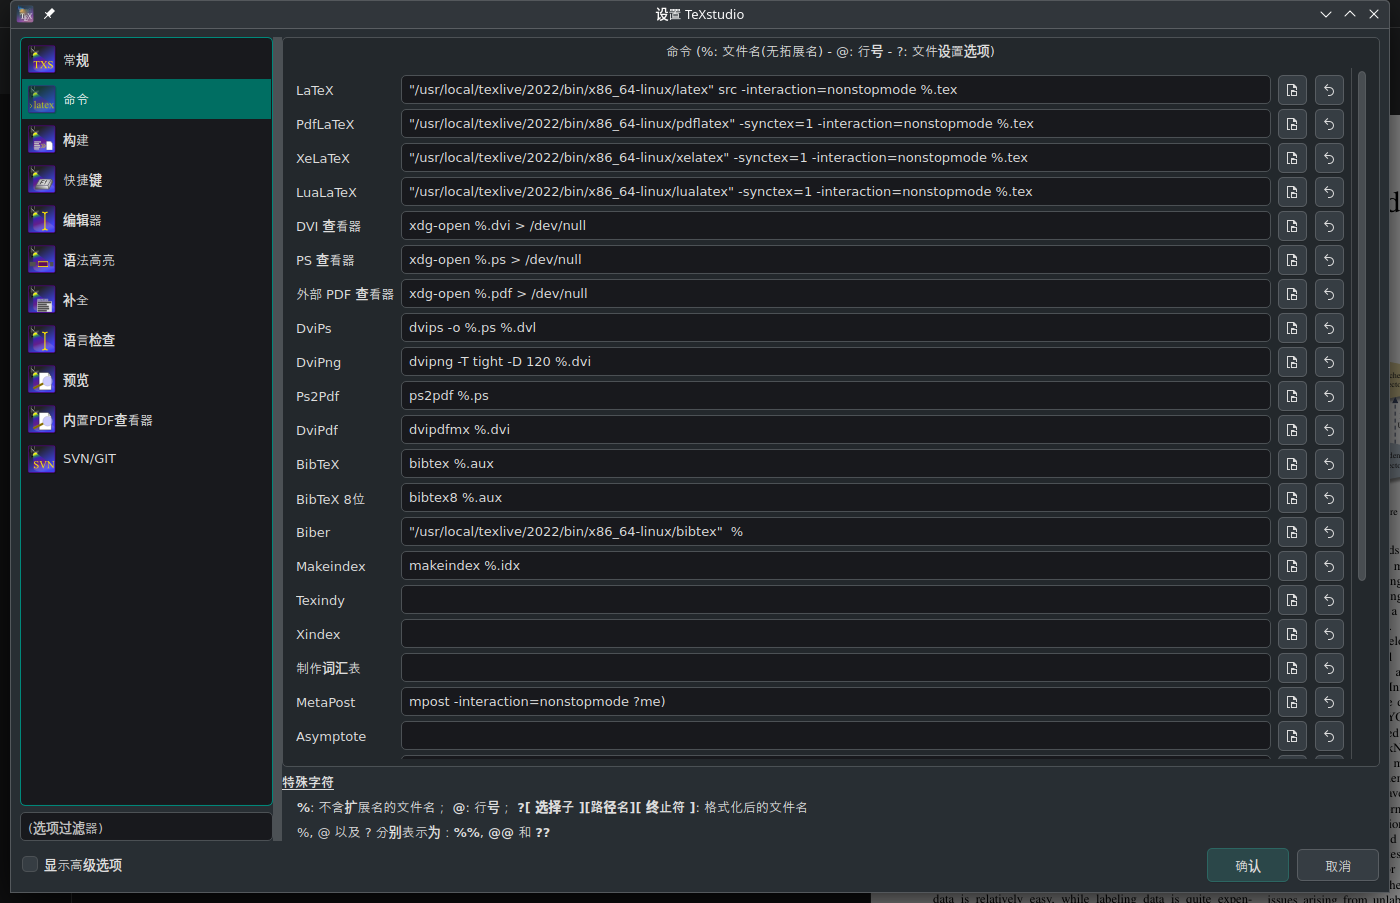 设置 TeXstudio
常规
命令
构建
快捷键
编辑器
语法高亮
补全
语言检查
预览
内置PDF查看器
SVN/GIT
(选项过滤器)
显示高级选项
命令 (%: 文件名(无拓展名) - @: 行号 - ?: 文件设置选项)
LaTeX "/usr/local/texlive/2022/bin/x86_64-linux/latex" src -interaction=nonstopmode %.tex
PdfLaTeX "/usr/local/texlive/2022/bin/x86_64-linux/pdflatex" -synctex=1 -interaction=nonstopmode %.tex
XeLaTeX "/usr/local/texlive/2022/bin/x86_64-linux/xelatex" -synctex=1 -interaction=nonstopmode %.tex
LuaLaTeX "/usr/local/texlive/2022/bin/x86_64-linux/lualatex" -synctex=1 -interaction=nonstopmode %.tex
DVI 查看器 xdg-open %.dvi > /dev/null
PS 查看器 xdg-open %.ps > /dev/null
外部 PDF 查看器 xdg-open %.pdf > /dev/null
DviPs dvips -o %.ps %.dvl
DviPng dvipng -T tight -D 120 %.dvi
Ps2Pdf ps2pdf %.ps
DviPdf dvipdfmx %.dvi
BibTeX bibtex %.aux
BibTeX 8位 bibtex8 %.aux
Biber "/usr/local/texlive/2022/bin/x86_64-linux/bibtex"  %
Makeindex makeindex %.idx
Texindy
Xindex
制作词汇表
MetaPost mpost -interaction=nonstopmode ?me)
Asymptote
特殊字符
%: 不含扩展名的文件名 ; @: 行号 ; ?[ 选择子 ][路径名][ 终止符 ]: 格式化后的文件名
%, @ 以及 ? 分别表示为 : %%, @@ 和 ??
确认 取消
data is relatively easy, while labeling data is quite expen-